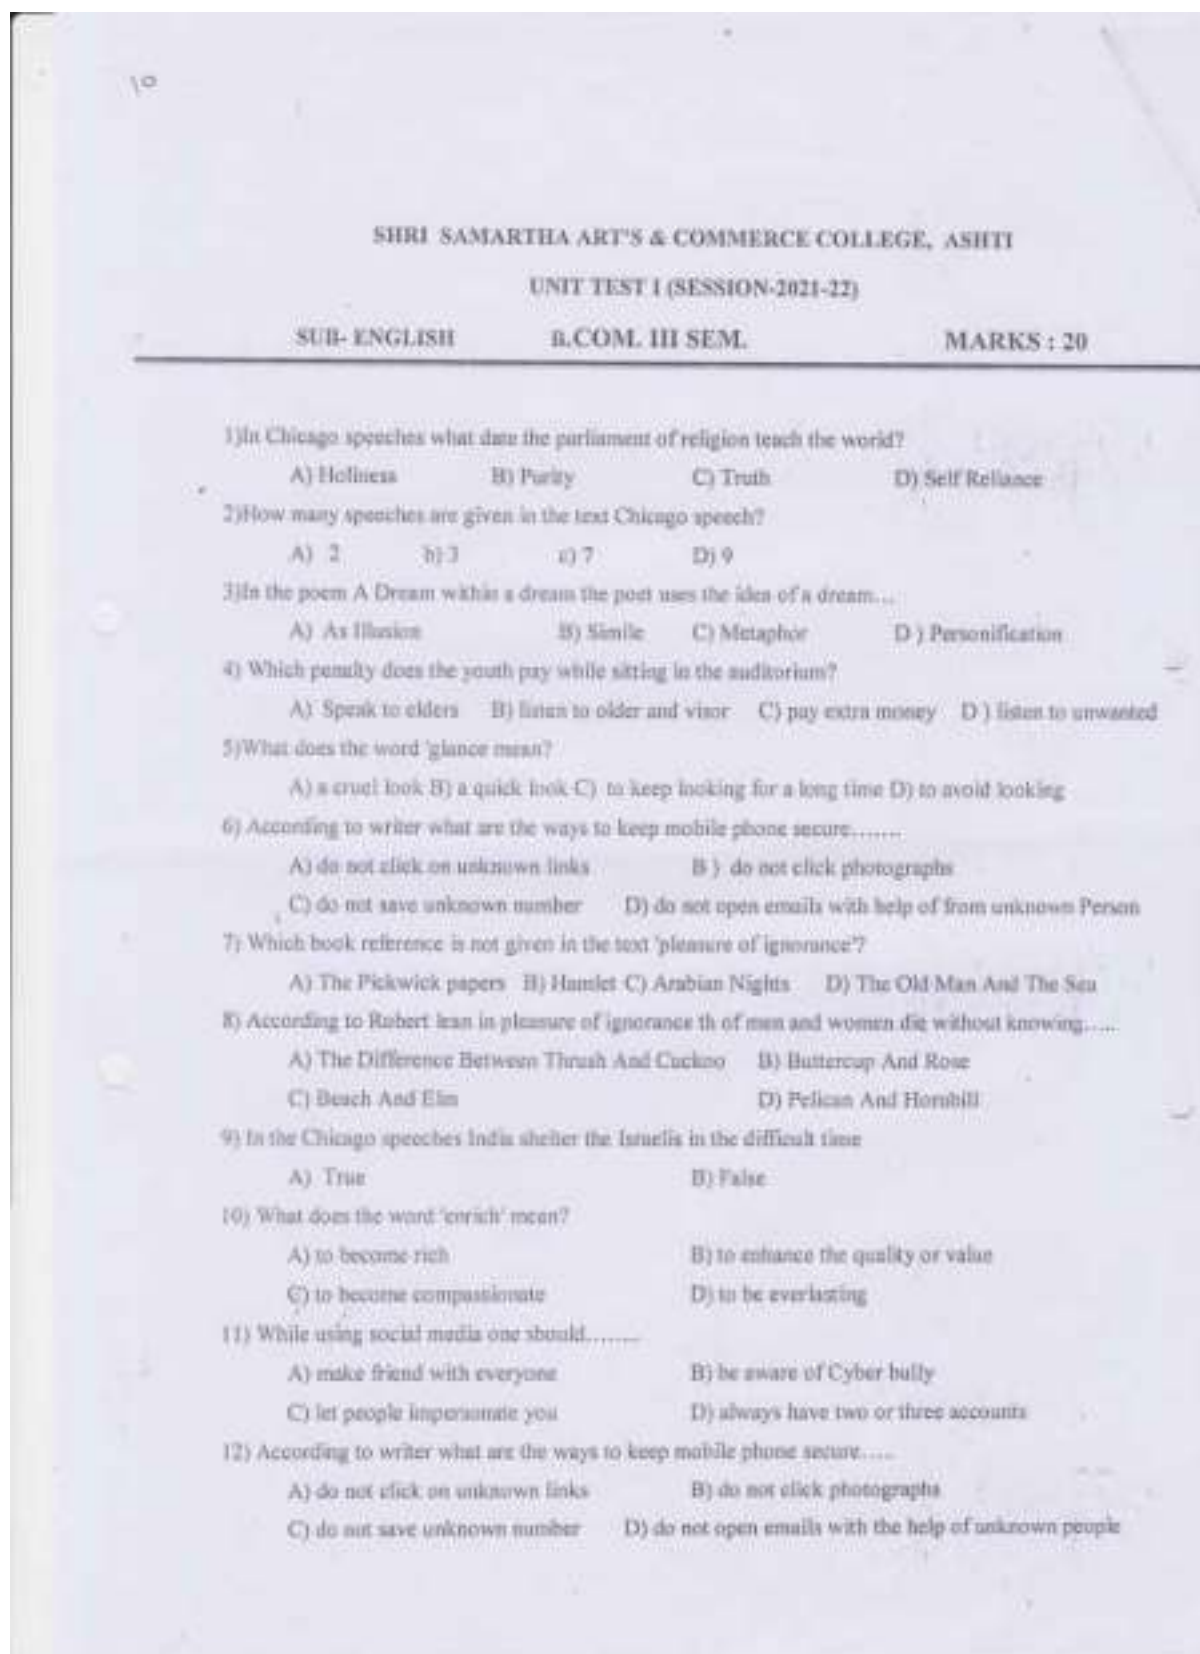 10
SHRI SAMARTHA ART'S & COMMERCE COLLEGE, ASHTI
UNIT TEST I (SESSION-2021-22)
SUB- ENGLISH B.COM. III SEM. MARKS : 20
1)In Chicago speeches what date the parliament of religion teach the world?
A) Holiness B) Purity C) Truth D) Self Reliance
2)How many speeches are given in the text Chicago speech?
A) 2 b) 3 c) 7 D) 9
3)In the poem A Dream within a dream the poet uses the idea of a dream....
A) As Illusion B) Simile C) Metaphor D ) Personification
4) Which penalty does the youth pay while sitting in the auditorium?
A) Speak to elders B) listen to older and visor C) pay extra money D ) listen to unwanted
5)What does the word 'glance mean?
A) a cruel look B) a quick look C) to keep looking for a long time D) to avoid looking
6) According to writer what are the ways to keep mobile phone secure.......
A) do not click on unknown links B ) do not click photographs
C) do not save unknown number D) do not open emails with help of from unknown Person
7) Which book reference is not given in the text 'pleasure of ignorance'?
A) The Pickwick papers B) Hamlet C) Arabian Nights D) The Old Man And The Sea
8) According to Robert lean in pleasure of ignorance th of men and women die without knowing.....
A) The Difference Between Thrush And Cuckoo B) Buttercup And Rose
C) Beach And Elm D) Pelican And Hornbill
9) In the Chicago speeches India shelter the Israelis in the difficult time
A) True B) False
10) What does the word 'enrich' mean?
A) to become rich B) to enhance the quality or value
C) to become compassionate D) to be everlasting
11) While using social media one should........
A) make friend with everyone B) be aware of Cyber bully
C) let people impersonate you D) always have two or three accounts
12) According to writer what are the ways to keep mobile phone secure.....
A) do not click on unknown links B) do not click photographs
C) do not save unknown number D) do not open emails with the help of unknown people